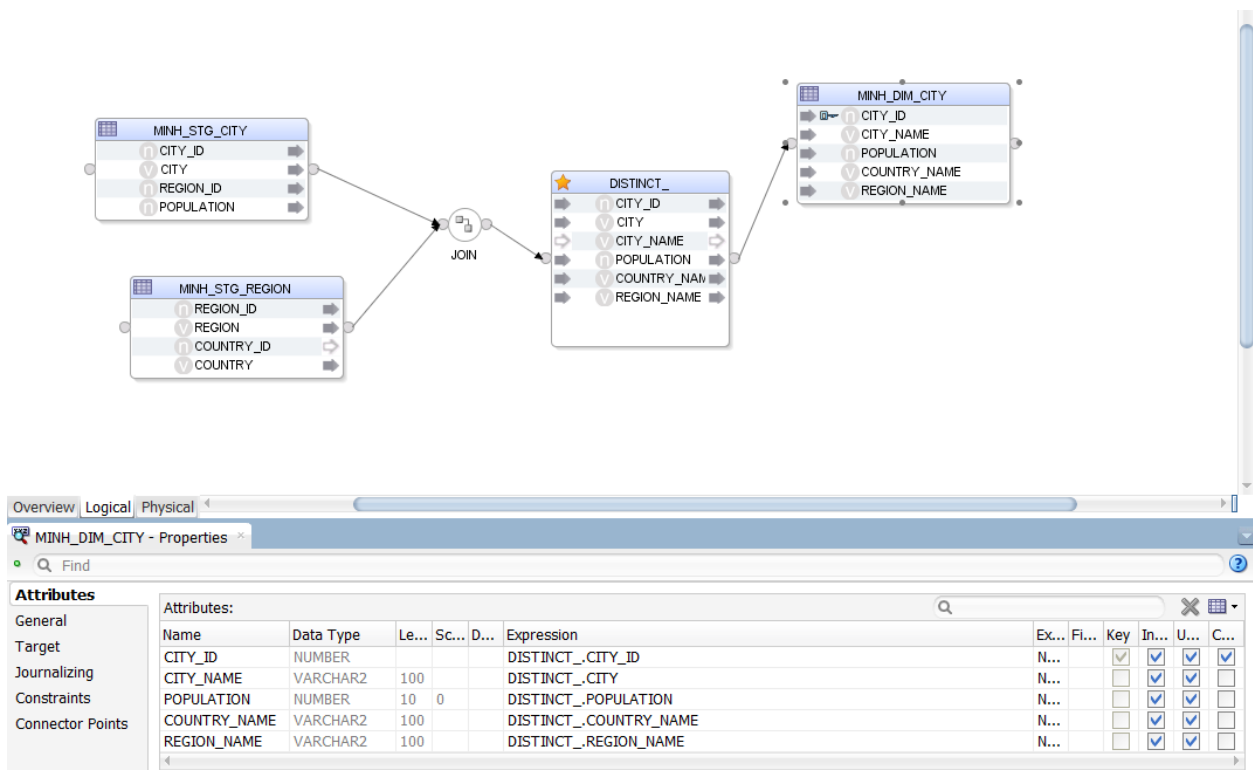 MINH_STG_CITY
CITY_ID
CITY
REGION_ID
POPULATION
MINH_STG_REGION
REGION_ID
REGION
COUNTRY_ID
COUNTRY
JOIN
DISTINCT_
CITY_ID
CITY
CITY_NAME
POPULATION
COUNTRY_NAM
REGION_NAME
MINH_DIM_CITY
CITY_ID
CITY_NAME
POPULATION
COUNTRY_NAME
REGION_NAME
Overview Logical Physical
MINH_DIM_CITY - Properties
Find
Attributes
General
Target
Journalizing
Constraints
Connector Points
Attributes:
Name Data Type Le... Sc... D... Expression Ex... Fi... Key In... U... C...
CITY_ID NUMBER DISTINCT_.CITY_ID N...
CITY_NAME VARCHAR2 100 DISTINCT_.CITY N...
POPULATION NUMBER 10 0 DISTINCT_.POPULATION N...
COUNTRY_NAME VARCHAR2 100 DISTINCT_.COUNTRY_NAME N...
REGION_NAME VARCHAR2 100 DISTINCT_.REGION_NAME N...